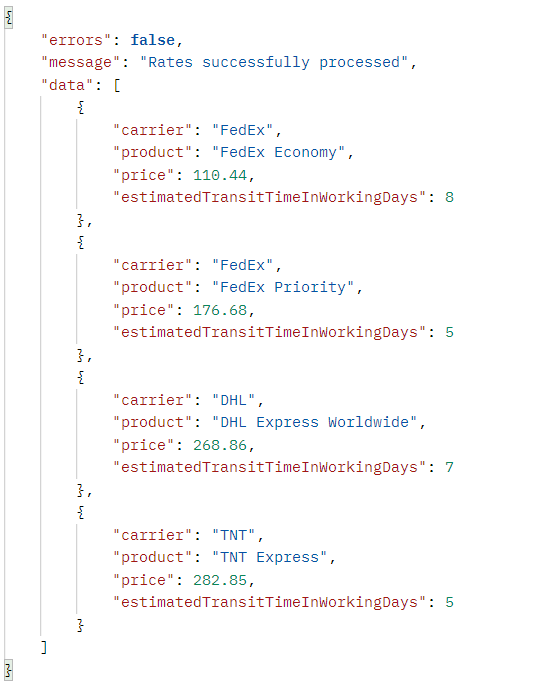 {
    "errors": false,
    "message": "Rates successfully processed",
    "data": [
        {
            "carrier": "FedEx",
            "product": "FedEx Economy",
            "price": 110.44,
            "estimatedTransitTimeInWorkingDays": 8
        },
        {
            "carrier": "FedEx",
            "product": "FedEx Priority",
            "price": 176.68,
            "estimatedTransitTimeInWorkingDays": 5
        },
        {
            "carrier": "DHL",
            "product": "DHL Express Worldwide",
            "price": 268.86,
            "estimatedTransitTimeInWorkingDays": 7
        },
        {
            "carrier": "TNT",
            "product": "TNT Express",
            "price": 282.85,
            "estimatedTransitTimeInWorkingDays": 5
        }
    ]
}